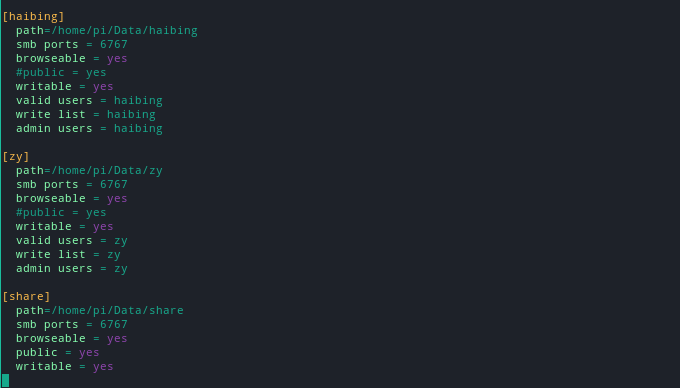 [haibing]
path=/home/pi/Data/haibing
smb ports = 6767
browseable = yes
#public = yes
writable = yes
valid users = haibing
write list = haibing
admin users = haibing
[zy]
path=/home/pi/Data/zy
smb ports = 6767
browseable = yes
#public = yes
writable = yes
valid users = zy
write list = zy
admin users = zy
[share]
path=/home/pi/Data/share
smb ports = 6767
browseable = yes
public = yes
writable = yes